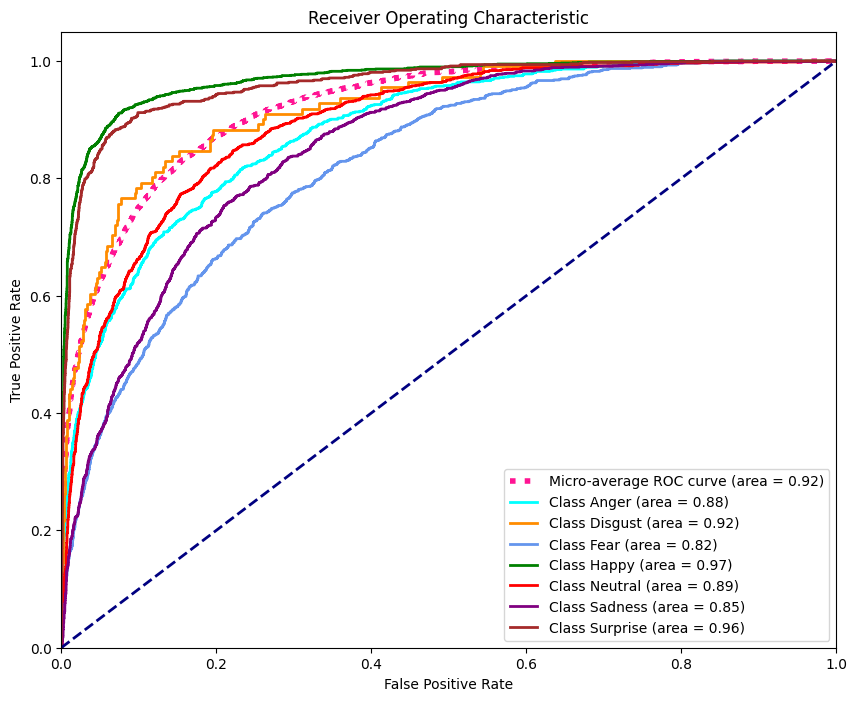 Receiver Operating Characteristic
True Positive Rate
1.0
0.8
0.6
0.4
0.2
0.0
Micro-average ROC curve (area = 0.92)
Class Anger (area = 0.88)
Class Disgust (area = 0.92)
Class Fear (area = 0.82)
Class Happy (area = 0.97)
Class Neutral (area = 0.89)
Class Sadness (area = 0.85)
Class Surprise (area = 0.96)
0.0 0.2 0.4 0.6 0.8 1.0
False Positive Rate